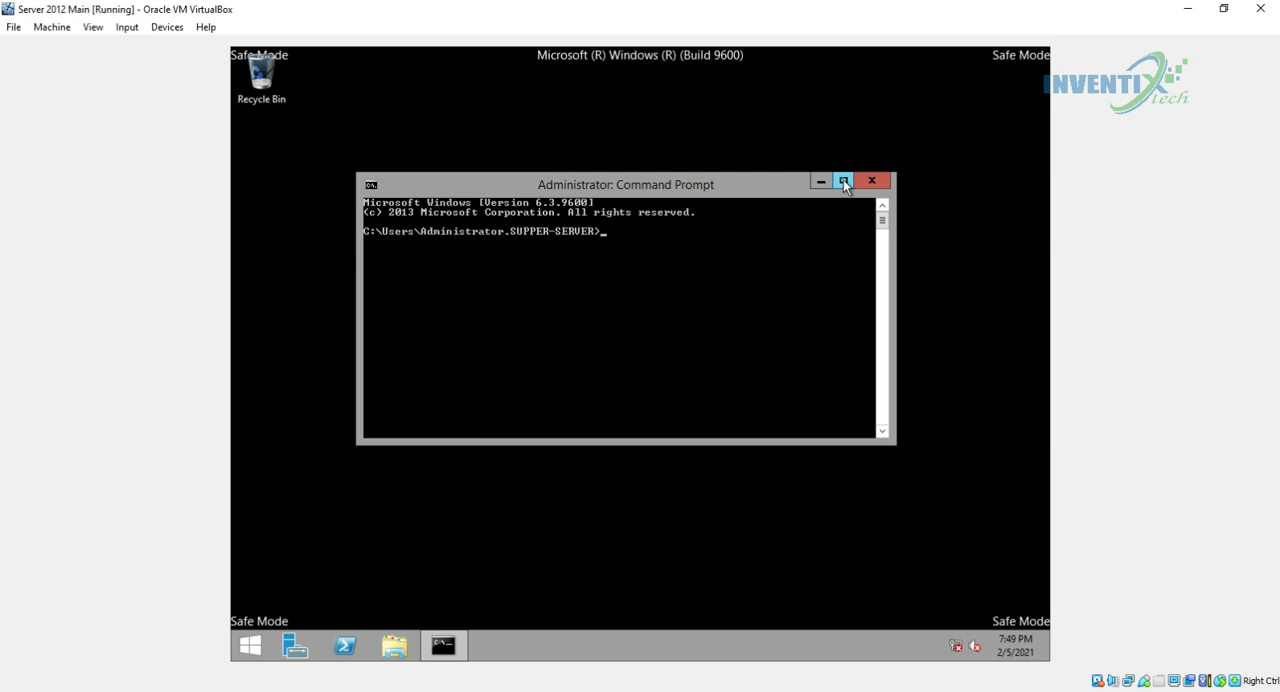 Server 2012 Main [Running] - Oracle VM VirtualBox
File Machine View Input Devices Help
Safe Mode
Microsoft (R) Windows (R) (Build 9600)
Safe Mode
INVENTIX
tech
Recycle Bin
Administrator: Command Prompt
Microsoft Windows [Version 6.3.9600]
(c) 2013 Microsoft Corporation. All rights reserved.
C:\Users\Administrator.SUPPER-SERVER>_
Safe Mode
Safe Mode
7:49 PM
2/5/2021
Right Ctrl